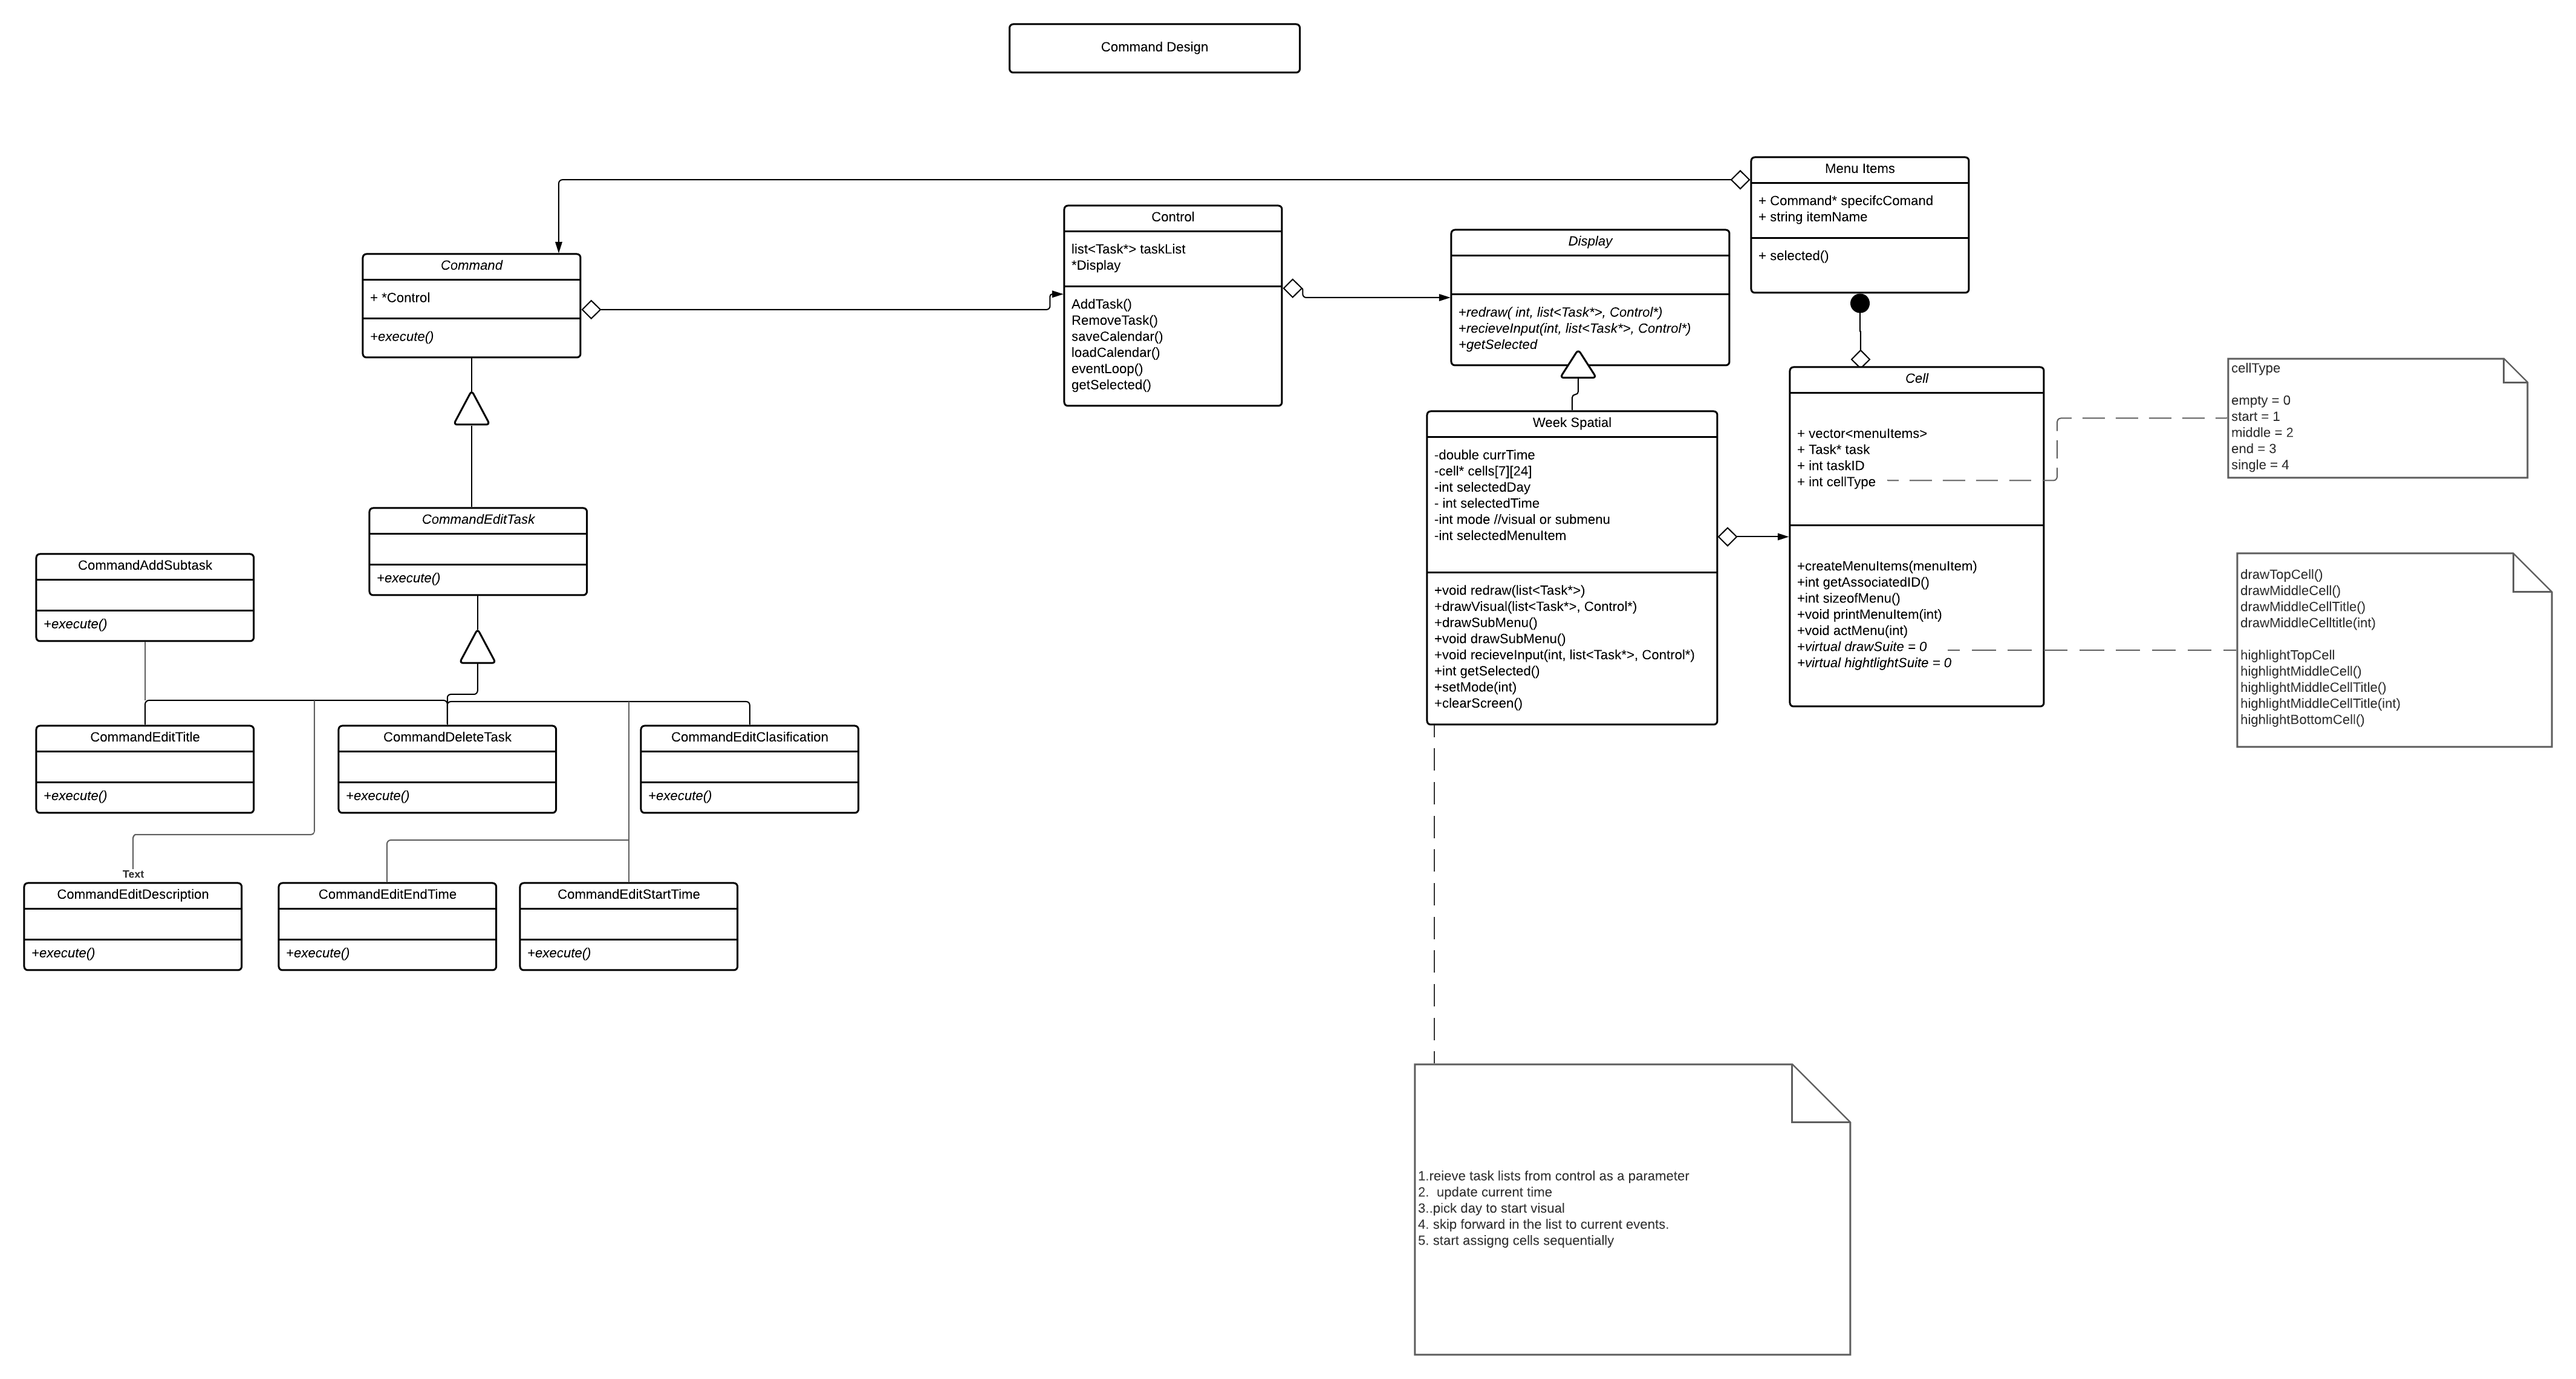 Command Design
Menu Items
+ Command* specifcComand
+ string itemName
+ selected()
Control
list<Task*> taskList
*Display
AddTask()
RemoveTask()
saveCalendar()
loadCalendar()
eventLoop()
getSelected()
Display
+redraw( int, list<Task*>, Control*)
+recieveInput(int, list<Task*>, Control*)
+getSelected
Command
+ *Control
+execute()
Cell
+ vector<menuItems>
+ Task* task
+ int taskID
+ int cellType
+createMenuItems(menuItem)
+int getAssociatedID()
+int sizeofMenu()
+void printMenuItem(int)
+void actMenu(int)
+virtual drawSuite = 0
+virtual hightlightSuite = 0
cellType
empty = 0
start = 1
middle = 2
end = 3
single = 4
Week Spatial
-double currTime
-cell* cells[7][24]
-int selectedDay
- int selectedTime
-int mode //visual or submenu
-int selectedMenuItem
+void redraw(list<Task*>)
+drawVisual(list<Task*>, Control*)
+drawSubMenu()
+void drawSubMenu()
+void recieveInput(int, list<Task*>, Control*)
+int getSelected()
+setMode(int)
+clearScreen()
drawTopCell()
drawMiddleCell()
drawMiddleCellTitle()
drawMiddleCelltitle(int)
highlightTopCell
highlightMiddleCell()
highlightMiddleCellTitle()
highlightMiddleCellTitle(int)
highlightBottomCell()
CommandEditTask
+execute()
CommandAddSubtask
+execute()
CommandEditTitle
+execute()
CommandDeleteTask
+execute()
CommandEditClasification
+execute()
Text
CommandEditDescription
+execute()
CommandEditEndTime
+execute()
CommandEditStartTime
+execute()
1.reieve task lists from control as a parameter
2.  update current time
3..pick day to start visual
4. skip forward in the list to current events.
5. start assigng cells sequentially